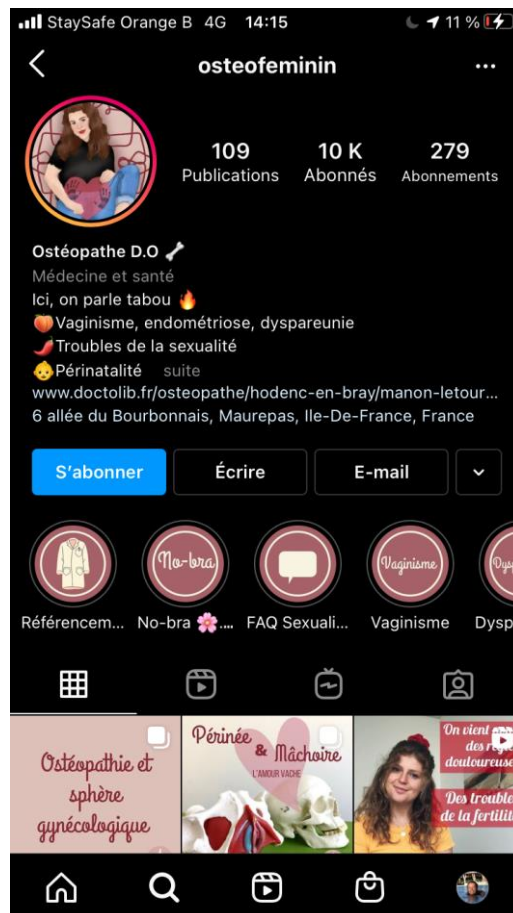 StaySafe Orange B 4G 14:15 11 %
osteofeminin
109 10 K 279
Publications Abonnés Abonnements
Ostéopathe D.O
Médecine et santé
Ici, on parle tabou 🔥
🍑Vaginisme, endométriose, dyspareunie
🌶️Troubles de la sexualité
👶Périnatalité suite
www.doctolib.fr/osteopathe/hodenc-en-bray/manon-letour...
6 allée du Bourbonnais, Maurepas, Ile-De-France, France
S'abonner Écrire E-mail
No-bra Vaginisme
Référencem... No-bra 🌸.... FAQ Sexuali... Vaginisme Dysp
Ostéopathie et
sphère
gynécologique
Périnée
& Mâchoire
L'AMOUR VACHE
On vient
des
douloureuse
Des trouble
de la fertilit